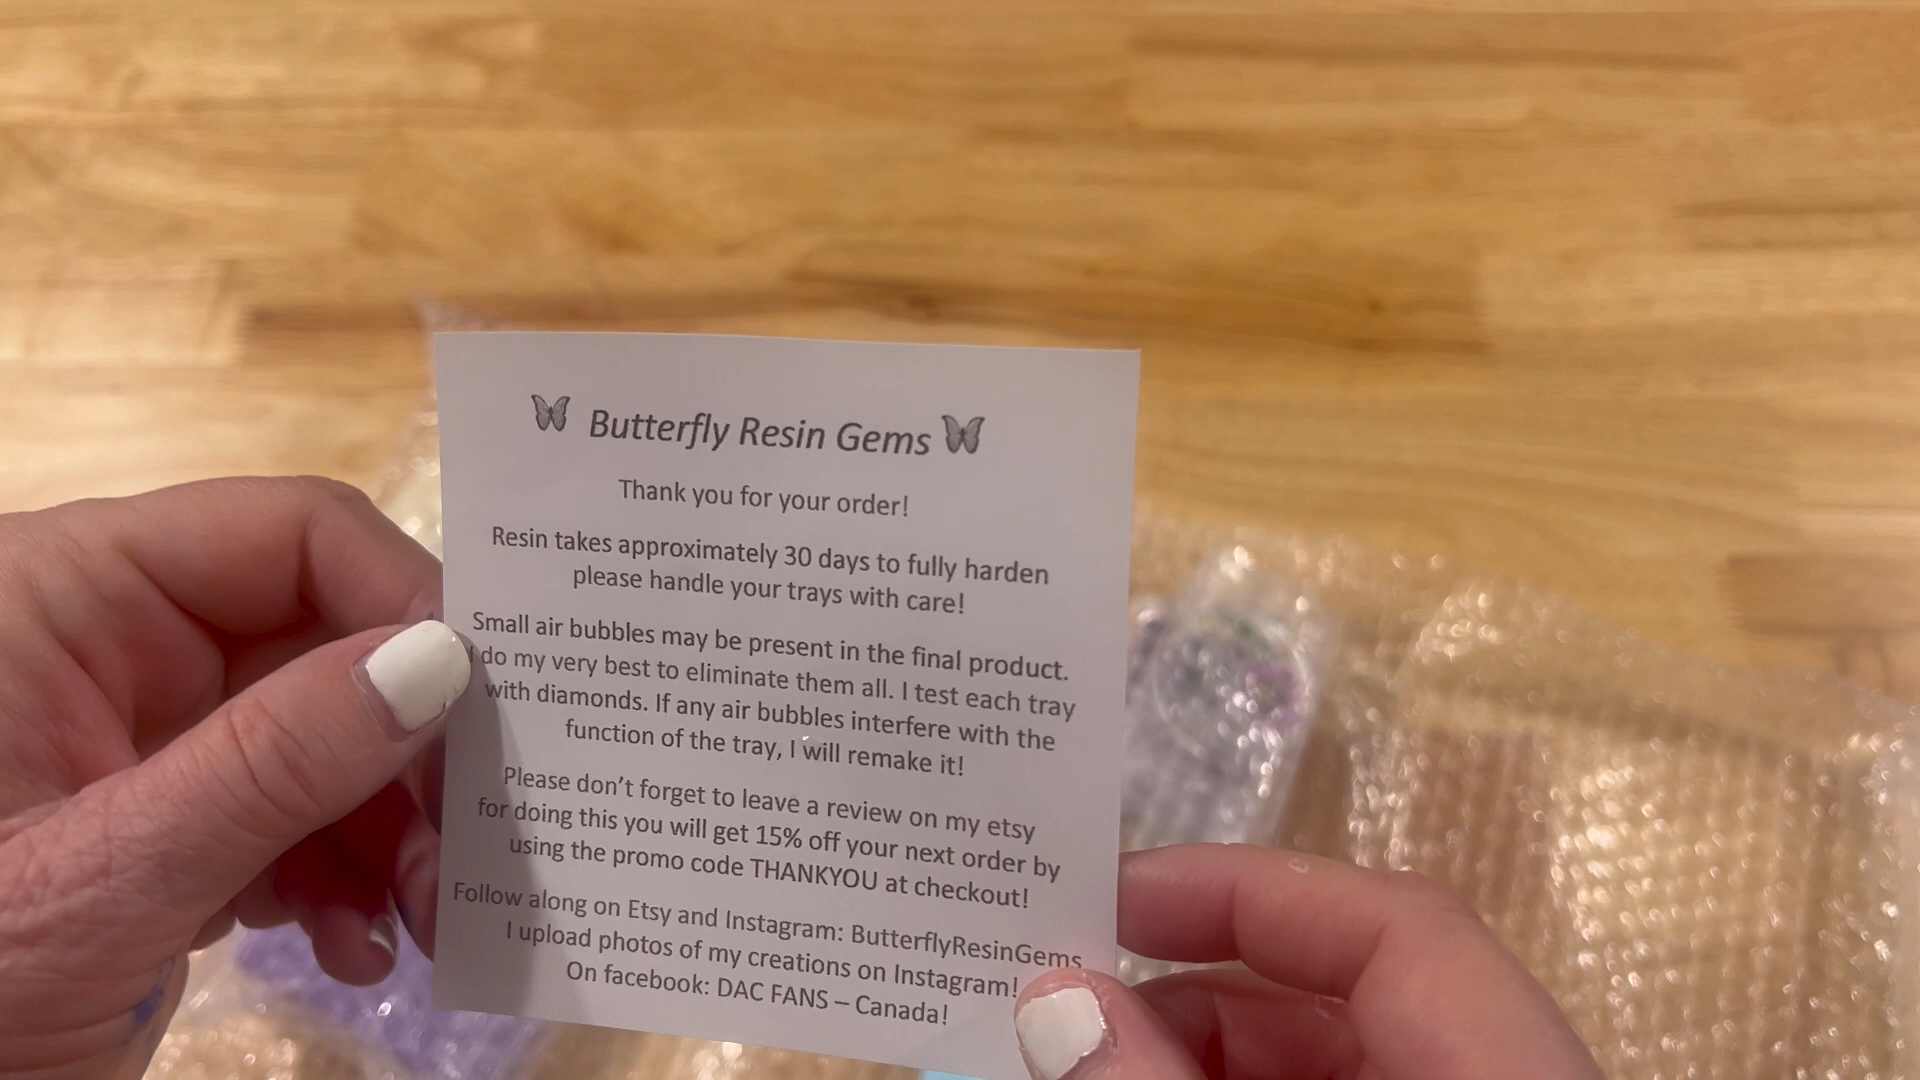 Butterfly Resin Gems
Thank you for your order!
Resin takes approximately 30 days to fully harden
please handle your trays with care!
Small air bubbles may be present in the final product.
I do my very best to eliminate them all. I test each tray
with diamonds. If any air bubbles interfere with the
function of the tray, I will remake it!
Please don’t forget to leave a review on my etsy
for doing this you will get 15% off your next order by
using the promo code THANKYOU at checkout!
Follow along on Etsy and Instagram: ButterflyResinGems
I upload photos of my creations on Instagram!
On facebook: DAC FANS – Canada!